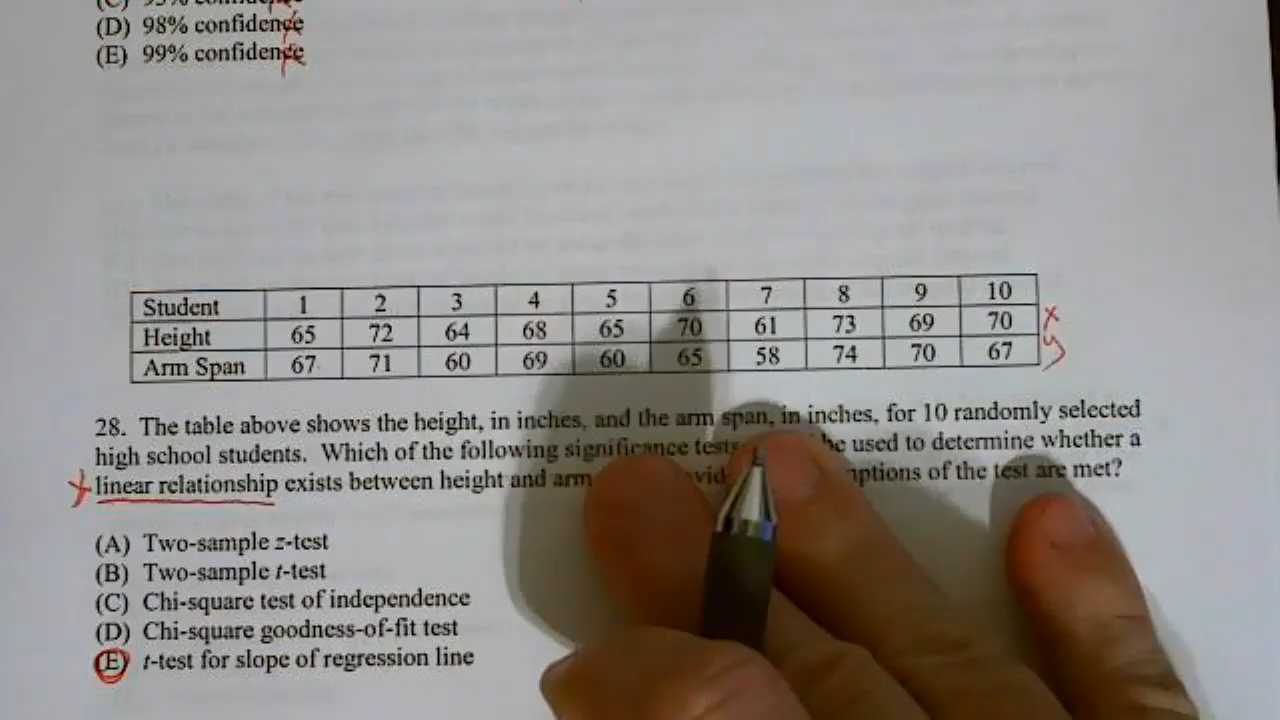 (D) 98% confidence
(E) 99% confidence
Student 1 2 3 4 5 6 7 8 9 10
Height 65 72 64 68 65 70 61 73 69 70 x
Arm Span 67 71 60 69 60 65 58 74 70 67 y
28. The table above shows the height, in inches, and the arm span, in inches, for 10 randomly selected
high school students. Which of the following significance tests be used to determine whether a
linear relationship exists between height and arm of the test are met?
(A) Two-sample z-test
(B) Two-sample t-test
(C) Chi-square test of independence
(D) Chi-square goodness-of-fit test
(E) t-test for slope of regression line